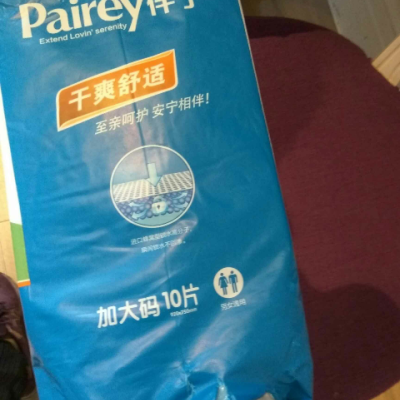 Pairey伴宁
Extend Lovin' serenity
干爽舒适
至亲呵护 安宁相伴!
加大码10片